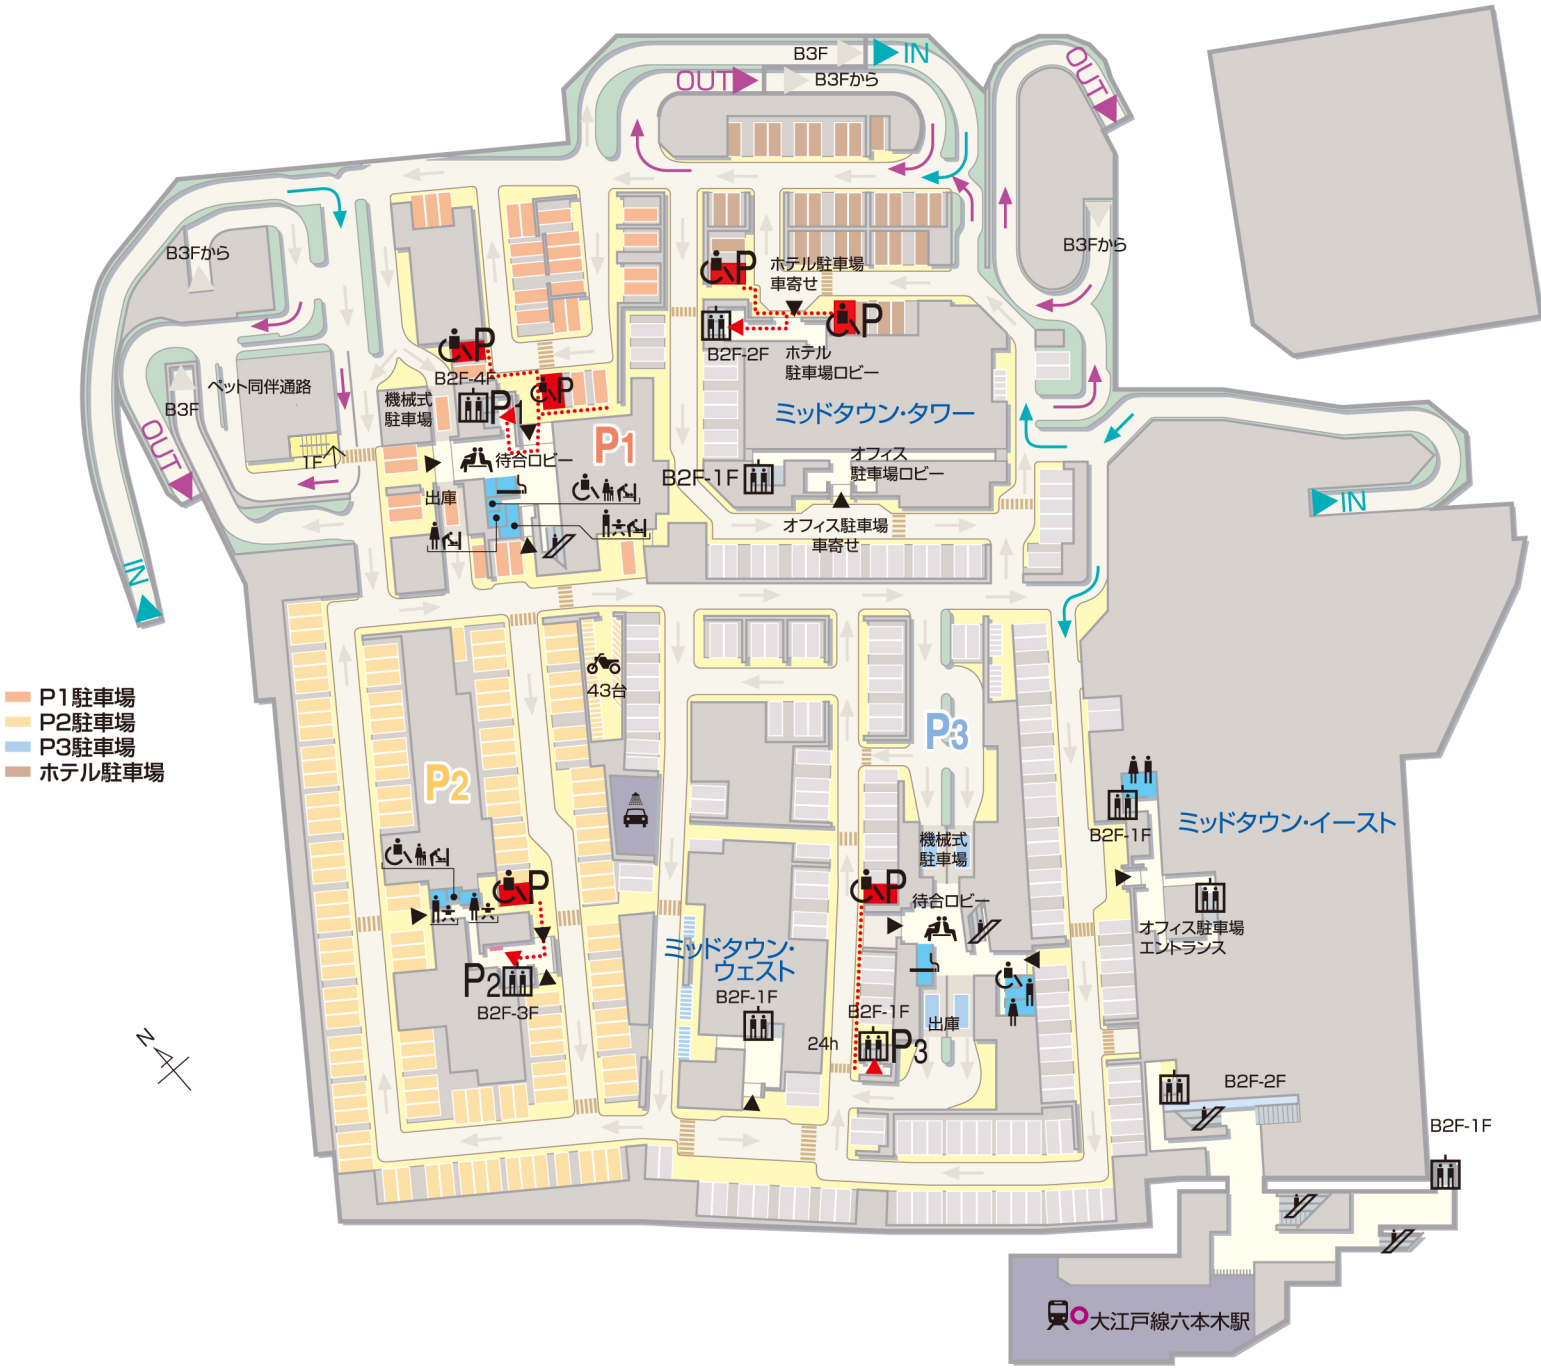 B3F
IN
OUT
B3Fから
OUT
B3Fから
B3Fから
P
ホテル駐車場
車寄せ
P
B2F-2F
ホテル
駐車場ロビー
P
B2F-4F
P
P1
ペット同伴通路
B3F
機械式
駐車場
OUT
1F
待合ロビー
P1
出庫
ミッドタウン・タワー
B2F-1F
オフィス
駐車場ロビー
オフィス駐車場
車寄せ
IN
IN
43台
P1駐車場
P2駐車場
P3駐車場
ホテル駐車場
P2
P3
機械式
駐車場
B2F-1F
ミッドタウン・イースト
P
P
待合ロビー
オフィス駐車場
エントランス
ミッドタウン・
ウェスト
P2
B2F-3F
B2F-1F
B2F-1F
出庫
24h
P3
N
B2F-2F
B2F-1F
大江戸線六本木駅